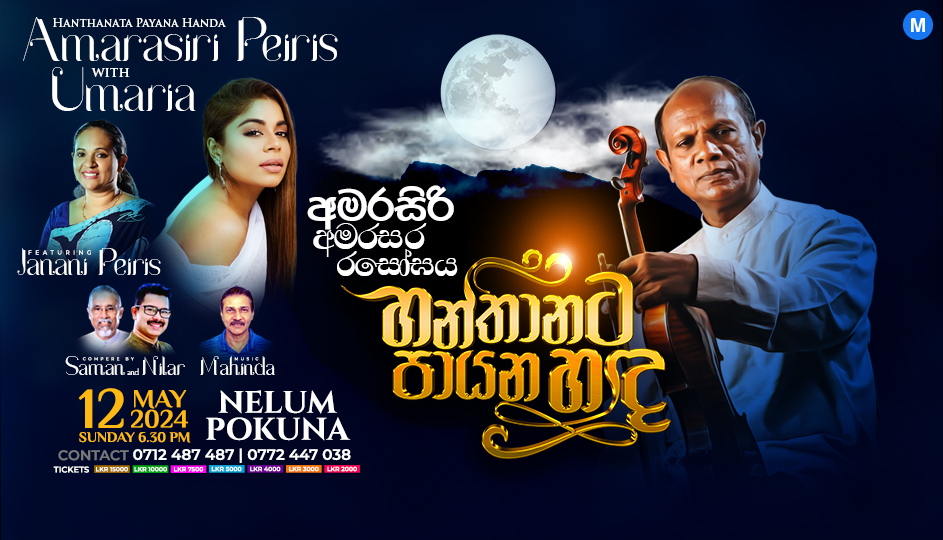 HANTHANATA PAYANA HANDA
Amarasiri Peiris
WITH
Umaria
M
FEATURING
Janani Peiris
COMPERE BY
Saman and Nilar
MUSIC
Mahinda
අමරසිරි
අමරසර
රසෝඝය
හන්තානට
පායන හඳ
12 MAY
2024
SUNDAY 6.30 PM
NELUM
POKUNA
CONTACT 0712 487 487 | 0772 447 038
TICKETS LKR 15000 LKR 10000 LKR 7500 LKR 5000 LKR 4000 LKR 3000 LKR 2000